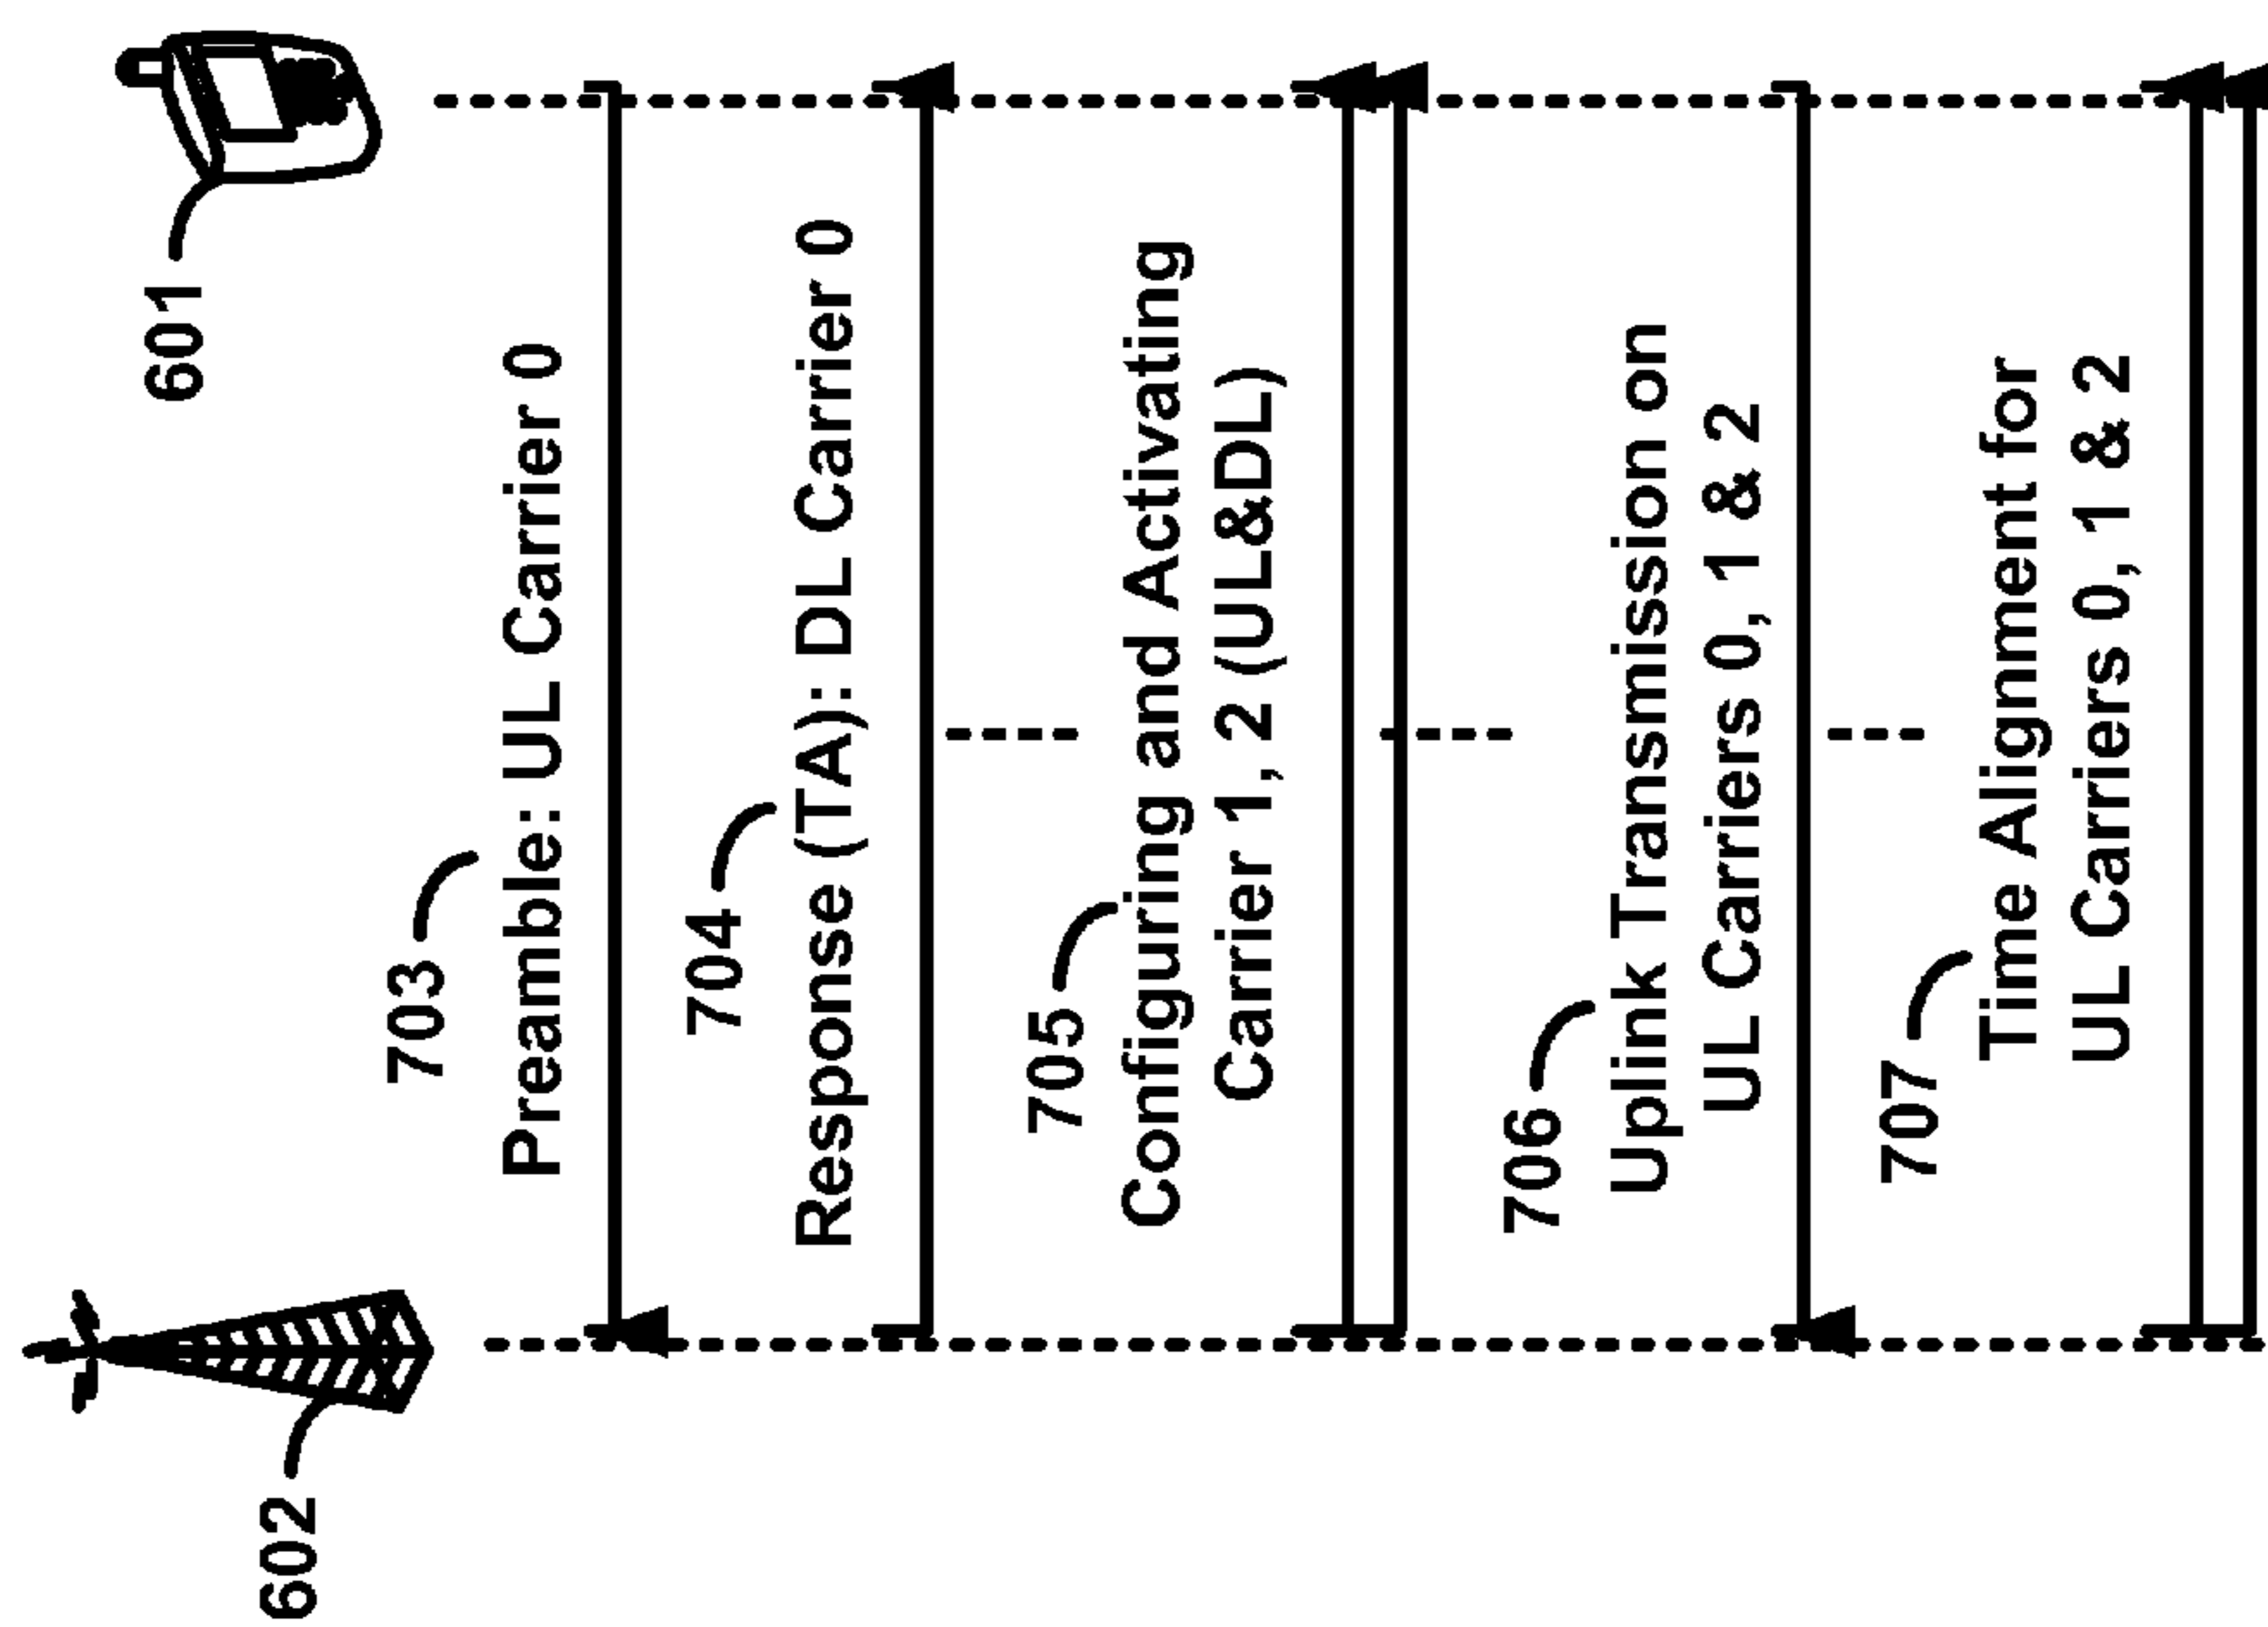 602
601
703
Preamble: UL Carrier 0
704
Response (TA): DL Carrier 0
705
Configuring and Activating
Carrier 1, 2 (UL&DL)
706
Uplink Transmission on
UL Carriers 0, 1 & 2
707
Time Alignment for
UL Carriers 0, 1 & 2